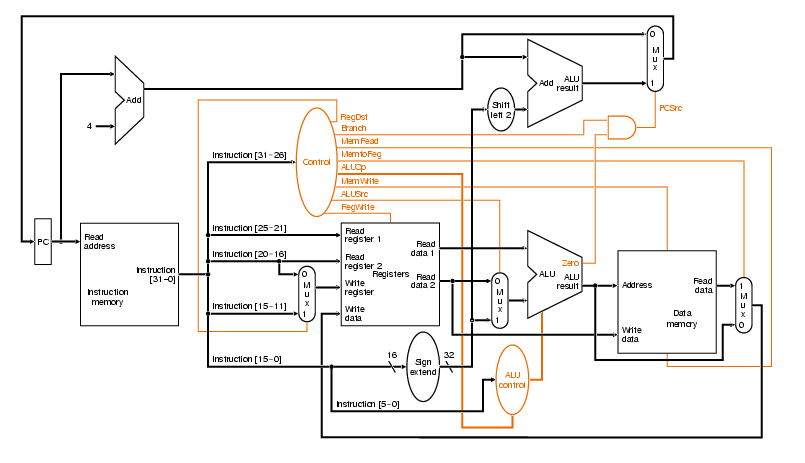 0
M
u
x
1
Add
4
Add
ALU
result
Shift
left 2
PCSrc
RegDst
Branch
MemRead
MemtoReg
ALUOp
MemWrite
ALUSrc
RegWrite
Control
Instruction [31–26]
Instruction [25–21]
Instruction [20–16]
Instruction [15–11]
Instruction [15–0]
Instruction [5–0]
PC
Read
address
Instruction
[31–0]
Instruction
memory
0
M
u
x
1
Read
register 1
Read
register 2
Write
register
Write
data
Registers
Read
data 1
Read
data 2
0
M
u
x
1
Zero
ALU
ALU
result
Address
Write
data
Read
data
Data
memory
1
M
u
x
0
16
Sign
extend
32
ALU
control